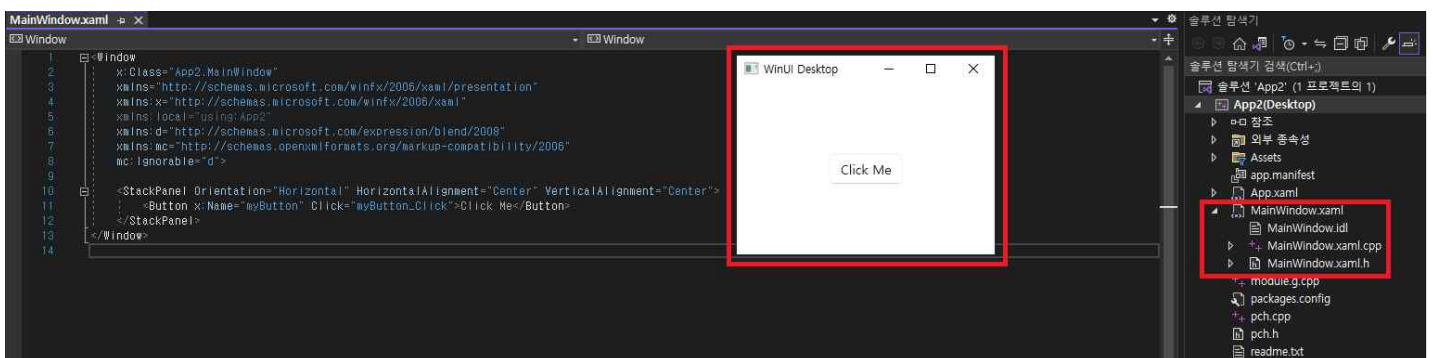 MainWindow.xaml
Window
Window
1 <Window
2 x:Class="App2.MainWindow"
3 xmlns="http://schemas.microsoft.com/winfx/2006/xaml/presentation"
4 xmlns:x="http://schemas.microsoft.com/winfx/2006/xaml"
5 xmlns:local="using:App2"
6 xmlns:d="http://schemas.microsoft.com/expression/blend/2008"
7 xmlns:mc="http://schemas.openxmlformats.org/markup-compatibility/2006"
8 mc:Ignorable="d">
9
10 <StackPanel Orientation="Horizontal" HorizontalAlignment="Center" VerticalAlignment="Center">
11 <Button x:Name="myButton" Click="myButton_Click">Click Me</Button>
12 </StackPanel>
13 </Window>
14
WinUI Desktop
Click Me
솔루션 탐색기
솔루션 탐색기 검색(Ctrl+;)
솔루션 'App2' (1 프로젝트의 1)
App2(Desktop)
참조
외부 종속성
Assets
app.manifest
App.xaml
MainWindow.xaml
MainWindow.idl
MainWindow.xaml.cpp
MainWindow.xaml.h
module.g.cpp
packages.config
pch.cpp
pch.h
readme.txt